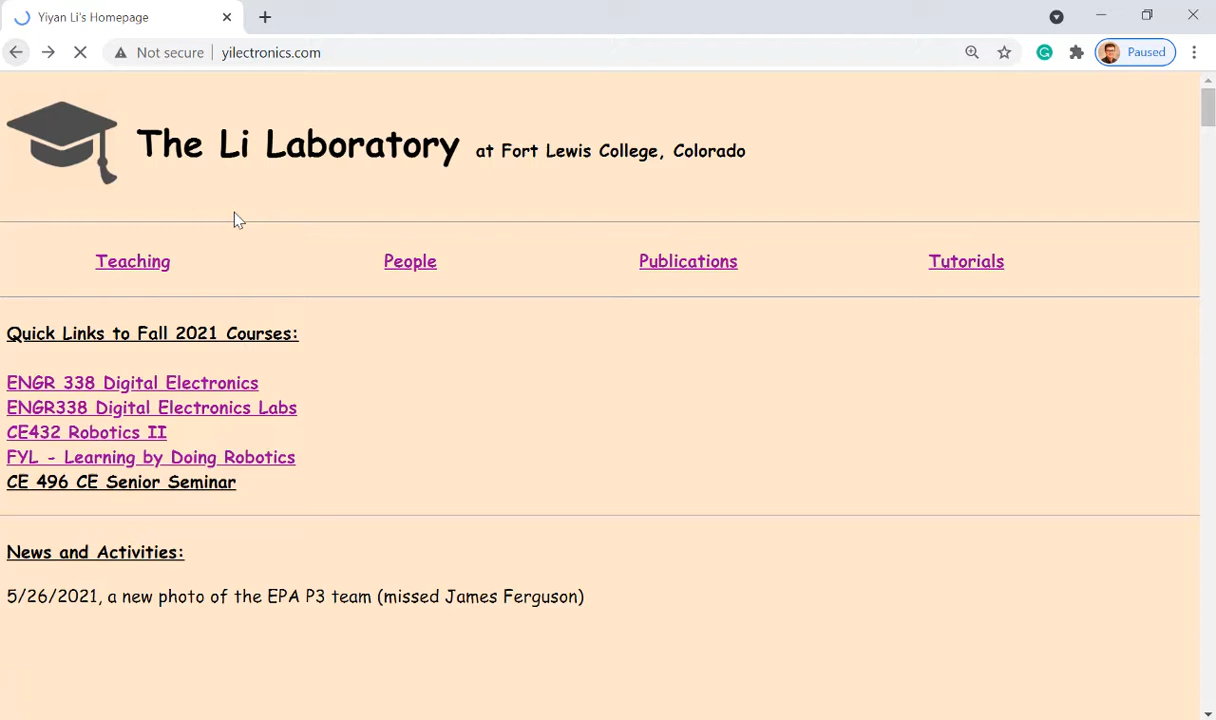 Yiyan Li's Homepage
Not secure yilectronics.com Paused
The Li Laboratory at Fort Lewis College, Colorado
Teaching People Publications Tutorials
Quick Links to Fall 2021 Courses:
ENGR 338 Digital Electronics
ENGR338 Digital Electronics Labs
CE432 Robotics II
FYL - Learning by Doing Robotics
CE 496 CE Senior Seminar
News and Activities:
5/26/2021, a new photo of the EPA P3 team (missed James Ferguson)